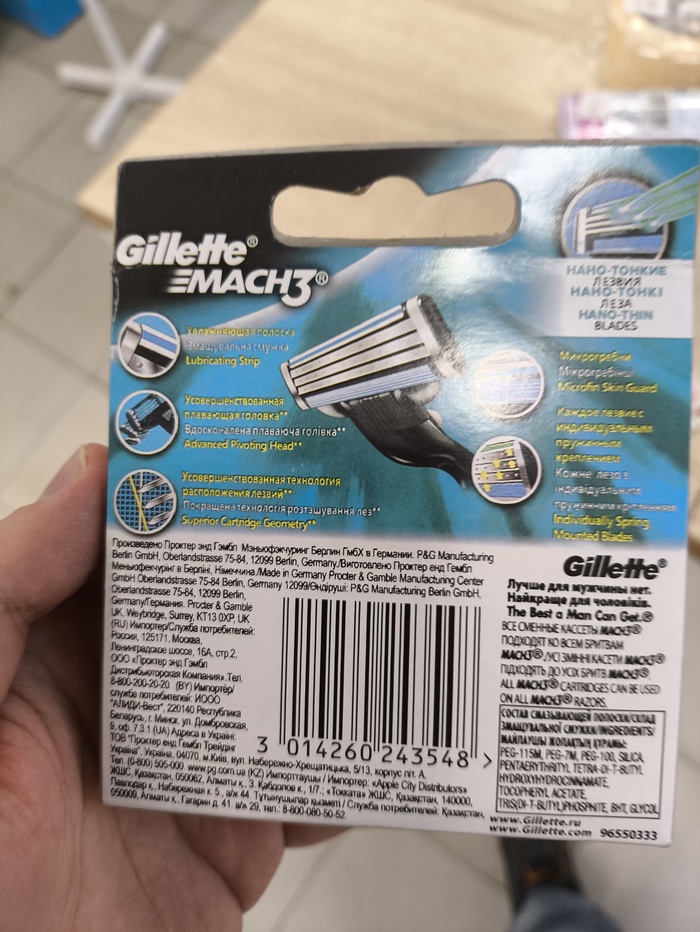 Gillette®
MACH3®
НАНО-ТОНКИЕ
ЛЕЗВИЯ
НАНО-ТОНКІ
ЛЕЗА
NANO-THIN
BLADES
Увлажняющая полоска
Змащувальна смужка
Lubricating Strip
Усовершенствованная
плавающая головка**
Вдосконалена плаваюча голівка**
Advanced Pivoting Head**
Усовершенствованная технология
расположения лезвий**
Покращена технологія розташування лез**
Superior Cartridge Geometry**
Микрогребни
Мікрогребінці
Microfin Skin Guard
Каждое лезвие с
индивидуальным
пружинным
креплением
Кожне лезо з
індивідуальним
пружинним кріпленням
Individually Spring
Mounted Blades
Произведено Проктер энд Гэмбл Мэньюфэкчуринг Берлин ГмбХ в Германии. P&G Manufacturing
Berlin GmbH, Oberlandstrasse 75-84, 12099 Berlin, Germany./Виготовлено Проктер енд Гембл
Меньюфекчуринг в Берліні, Німеччина./Made in Germany Procter & Gamble Manufacturing Center
GmbH Oberlandstrasse 75-84 Berlin, Germany 12099/Өндіруші: P&G Manufacturing Berlin GmbH,
Oberlandstrasse 75-84, 12099 Berlin,
Germany/Германия. Procter & Gamble
UK, Weybridge, Surrey, KT13 0XP, UK
(RU) Импортер/Служба потребителей:
Россия, 125171, Москва,
Ленинградское шоссе, 16А, стр.2,
ООО «Проктер энд Гэмбл
Дистрибьюторская Компания».Тел.
8-800-200-20-20. (BY) Импортёр/
службе потребителей: ИООО
"АЛИДИ-Вест", 220140 Республика
Беларусь, г. Минск, ул. Домбровская,
9, оф. 7.3.1 (UA) Адреса в Україні:
ТОВ "Проктер енд Гембл Трейдінг
Україна", Україна, 04070, м.Київ, вул. Набережно-Хрещатицька, 5/13, корпус літ. А.
Тел. (0-800) 505-000 www.pg.com.ua (KZ) Импорттаушы / Импортер: «Apple City Distributors»
ЖШС, Қазақстан, 050062, Алматы қ., 3. Қабдолов к., 1/7.; «Тоқката» ЖШС, Қазақстан, 140000,
Павлодар қ., Набережная к. 5., а/ж 44. Тұтынушылар қызметі / Служба потребителей: Қазақстан,
050009, Алматы қ., Гагарин д. 41. а/ж 29, тел.: 8-800-080-50-52.
3 014260 243548 >
Gillette®
Лучше для мужчины нет.
Найкраще для чоловіків.
The Best a Man Can Get.®
ВСЕ СМЕННЫЕ КАССЕТЫ MACH3®
ПОДХОДЯТ КО ВСЕМ БРИТВАМ
MACH3®./УСІ ЗМІННІ КАСЕТИ MACH3®
ПІДХОДЯТЬ ДО УСІХ БРИТВ MACH3®.
ALL MACH3® CARTRIDGES CAN BE USED
ON ALL MACH3® RAZORS.
СОСТАВ СМАЗЫВАЮЩЕЙ ПОЛОСКИ/СКЛАД
ЗМАЩУВАЛЬНОЇ СМУЖКИ/INGREDIENTS/
МАЙЛАУШЫ ЖОЛАҚТЫҢ ҚҰРАМЫ:
PEG-115M, PEG-7M, PEG-100, SILICA,
PENTAERYTHRITYL TETRA-DI-T-BUTYL
HYDROXYHYDROCINNAMATE,
TOCOPHERYL ACETATE,
TRIS(DI-T-BUTYL)PHOSPHITE, BHT, GLYCOL
www.Gillette.ru
www.Gillette.com 96550333